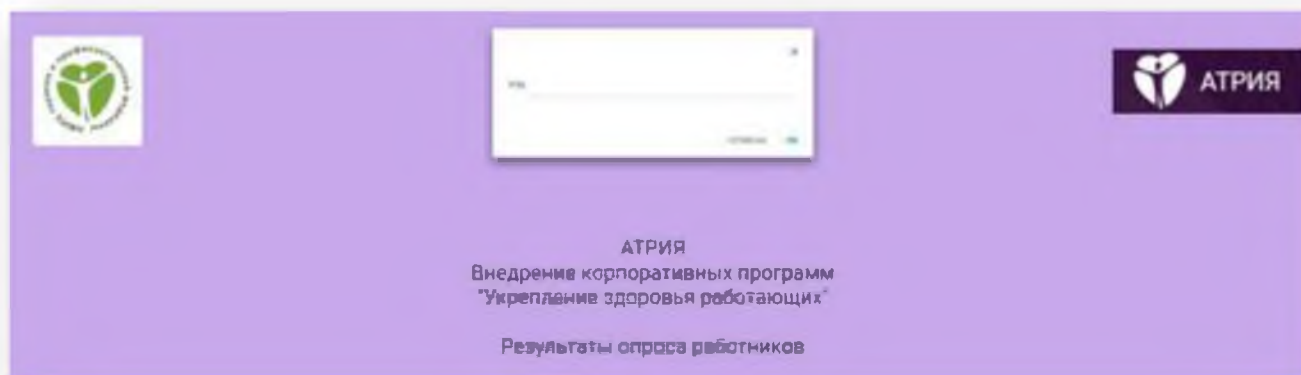 АТРИЯ
АТРИЯ
Внедрение корпоративных программ
"Укрепление здоровья работающих"
Результаты опроса работников